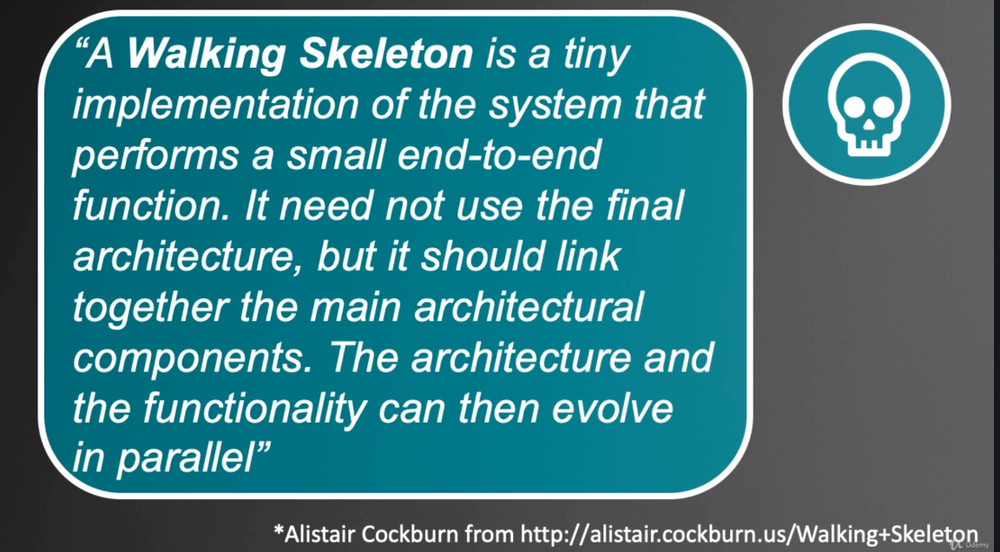 “A Walking Skeleton is a tiny
implementation of the system that
performs a small end-to-end
function. It need not use the final
architecture, but it should link
together the main architectural
components. The architecture and
the functionality can then evolve
in parallel”
*Alistair Cockburn from http://alistair.cockburn.us/Walking+Skeleton
Udemy